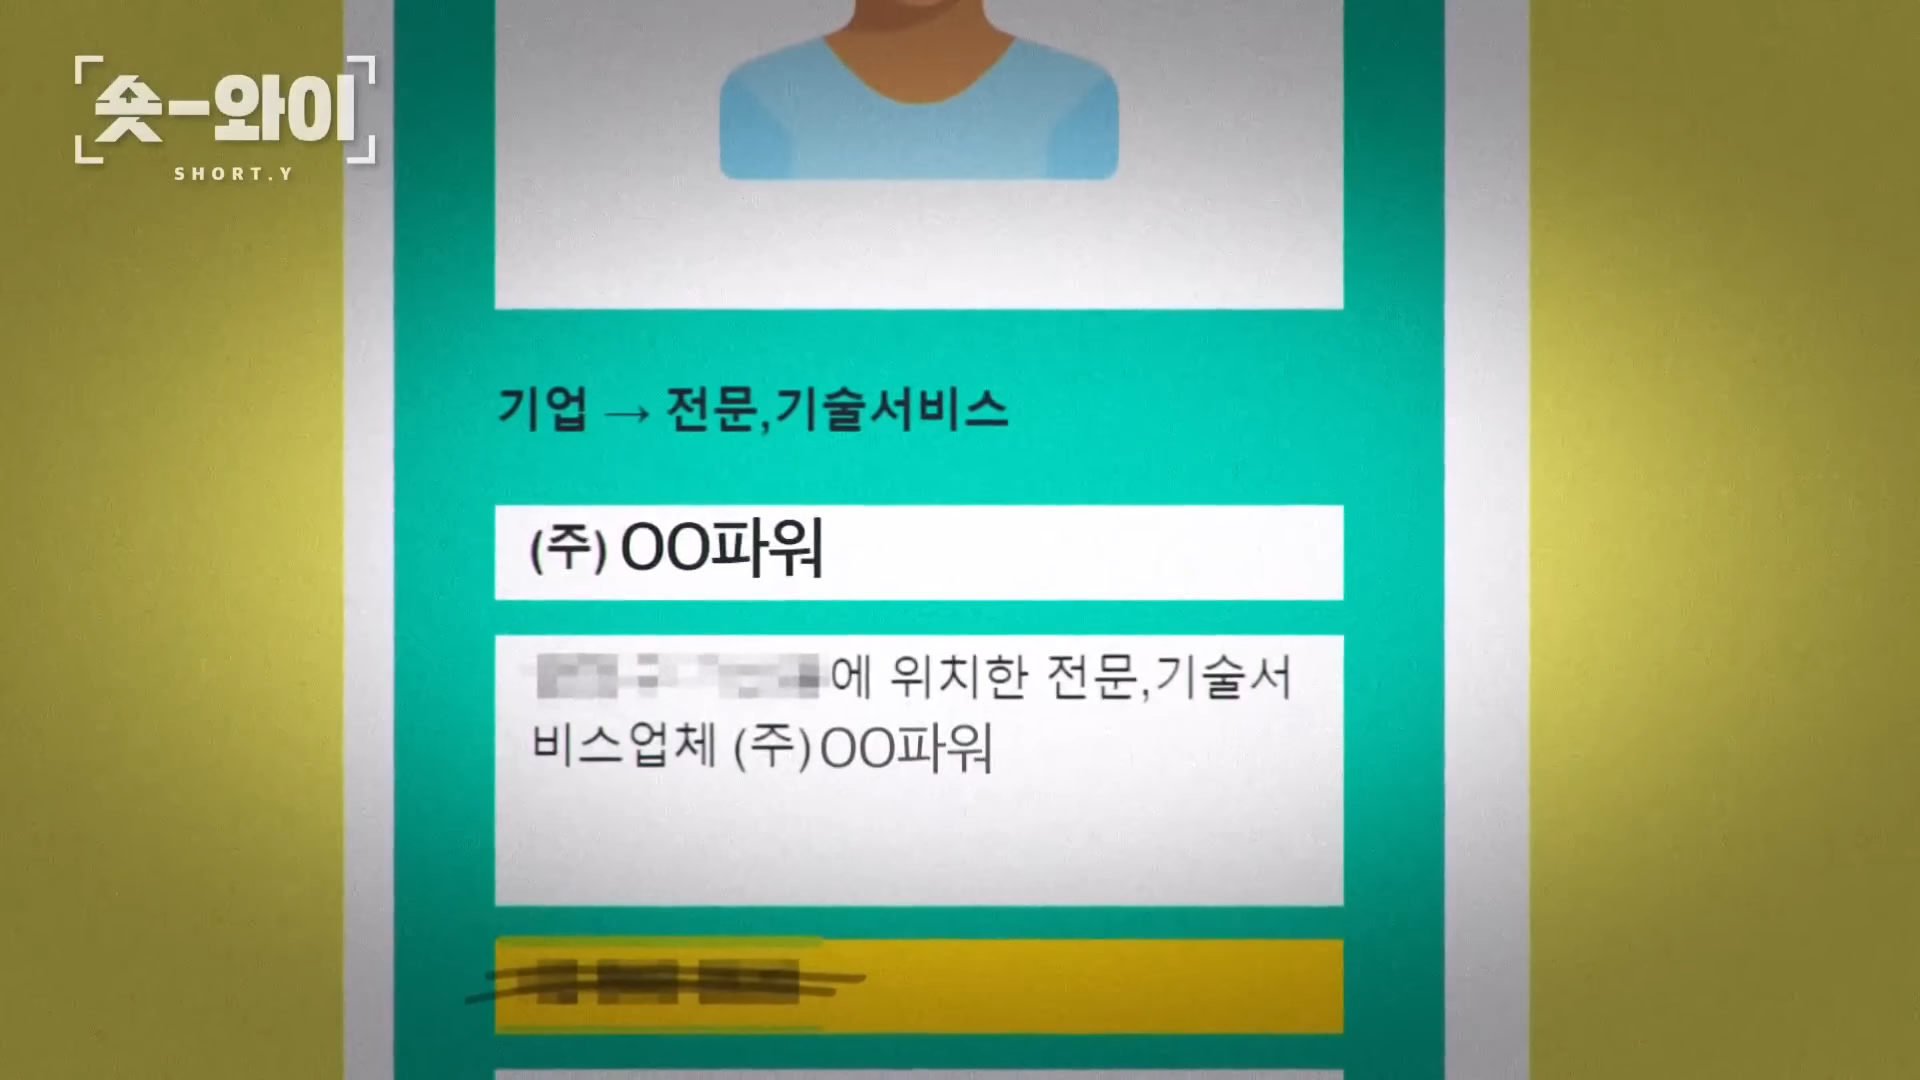 숏-와이
SHORT.Y
기업 → 전문,기술서비스
(주) OO파워
에 위치한 전문,기술서
비스업체 (주)OO파워